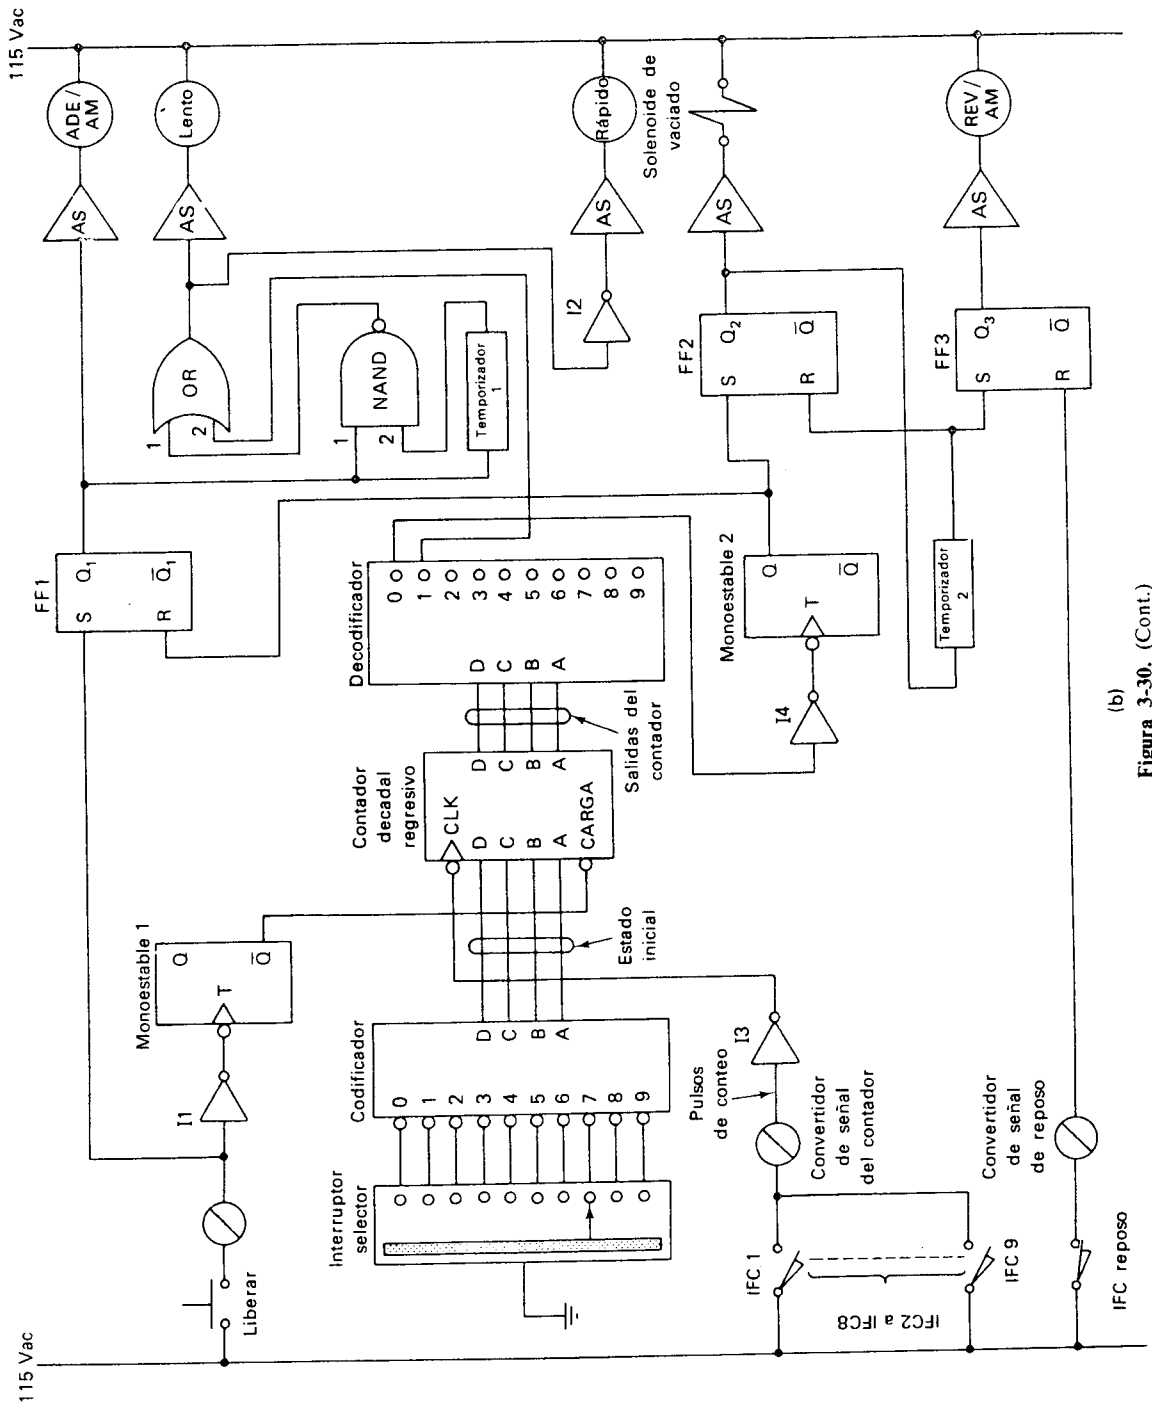 115 Vac
115 Vac
ADE/
AM
Lento
Rápido
Solenoide de
vaciado
REV/
AM
AS
AS
AS
AS
AS
OR
1
2
NAND
1
2
Temporizador
1
I2
FF1
S
Q1
R
Q1
FF2
S
Q2
R
Q
FF3
S
Q3
R
Q
Monoestable 1
Q
T
Q
I1
Liberar
Decodificador
0
1
2
3
4
5
6
7
8
9
D
C
B
A
Salidas del
contador
Contador
decadal
regresivo
CLK
D
C
B
A
D
C
B
A
CARGA
Estado
inicial
Codificador
0
1
2
3
4
5
6
7
8
9
D
C
B
A
Interruptor
selector
Monoestable 2
Q
T
Q
I4
Temporizador
2
Pulsos
de conteo
I3
Convertidor
de señal
del contador
Convertidor
de señal
de reposo
IFC 1
IFC 9
IFC2 a IFC8
IFC reposo
(b)
Figura 3-30. (Cont.)